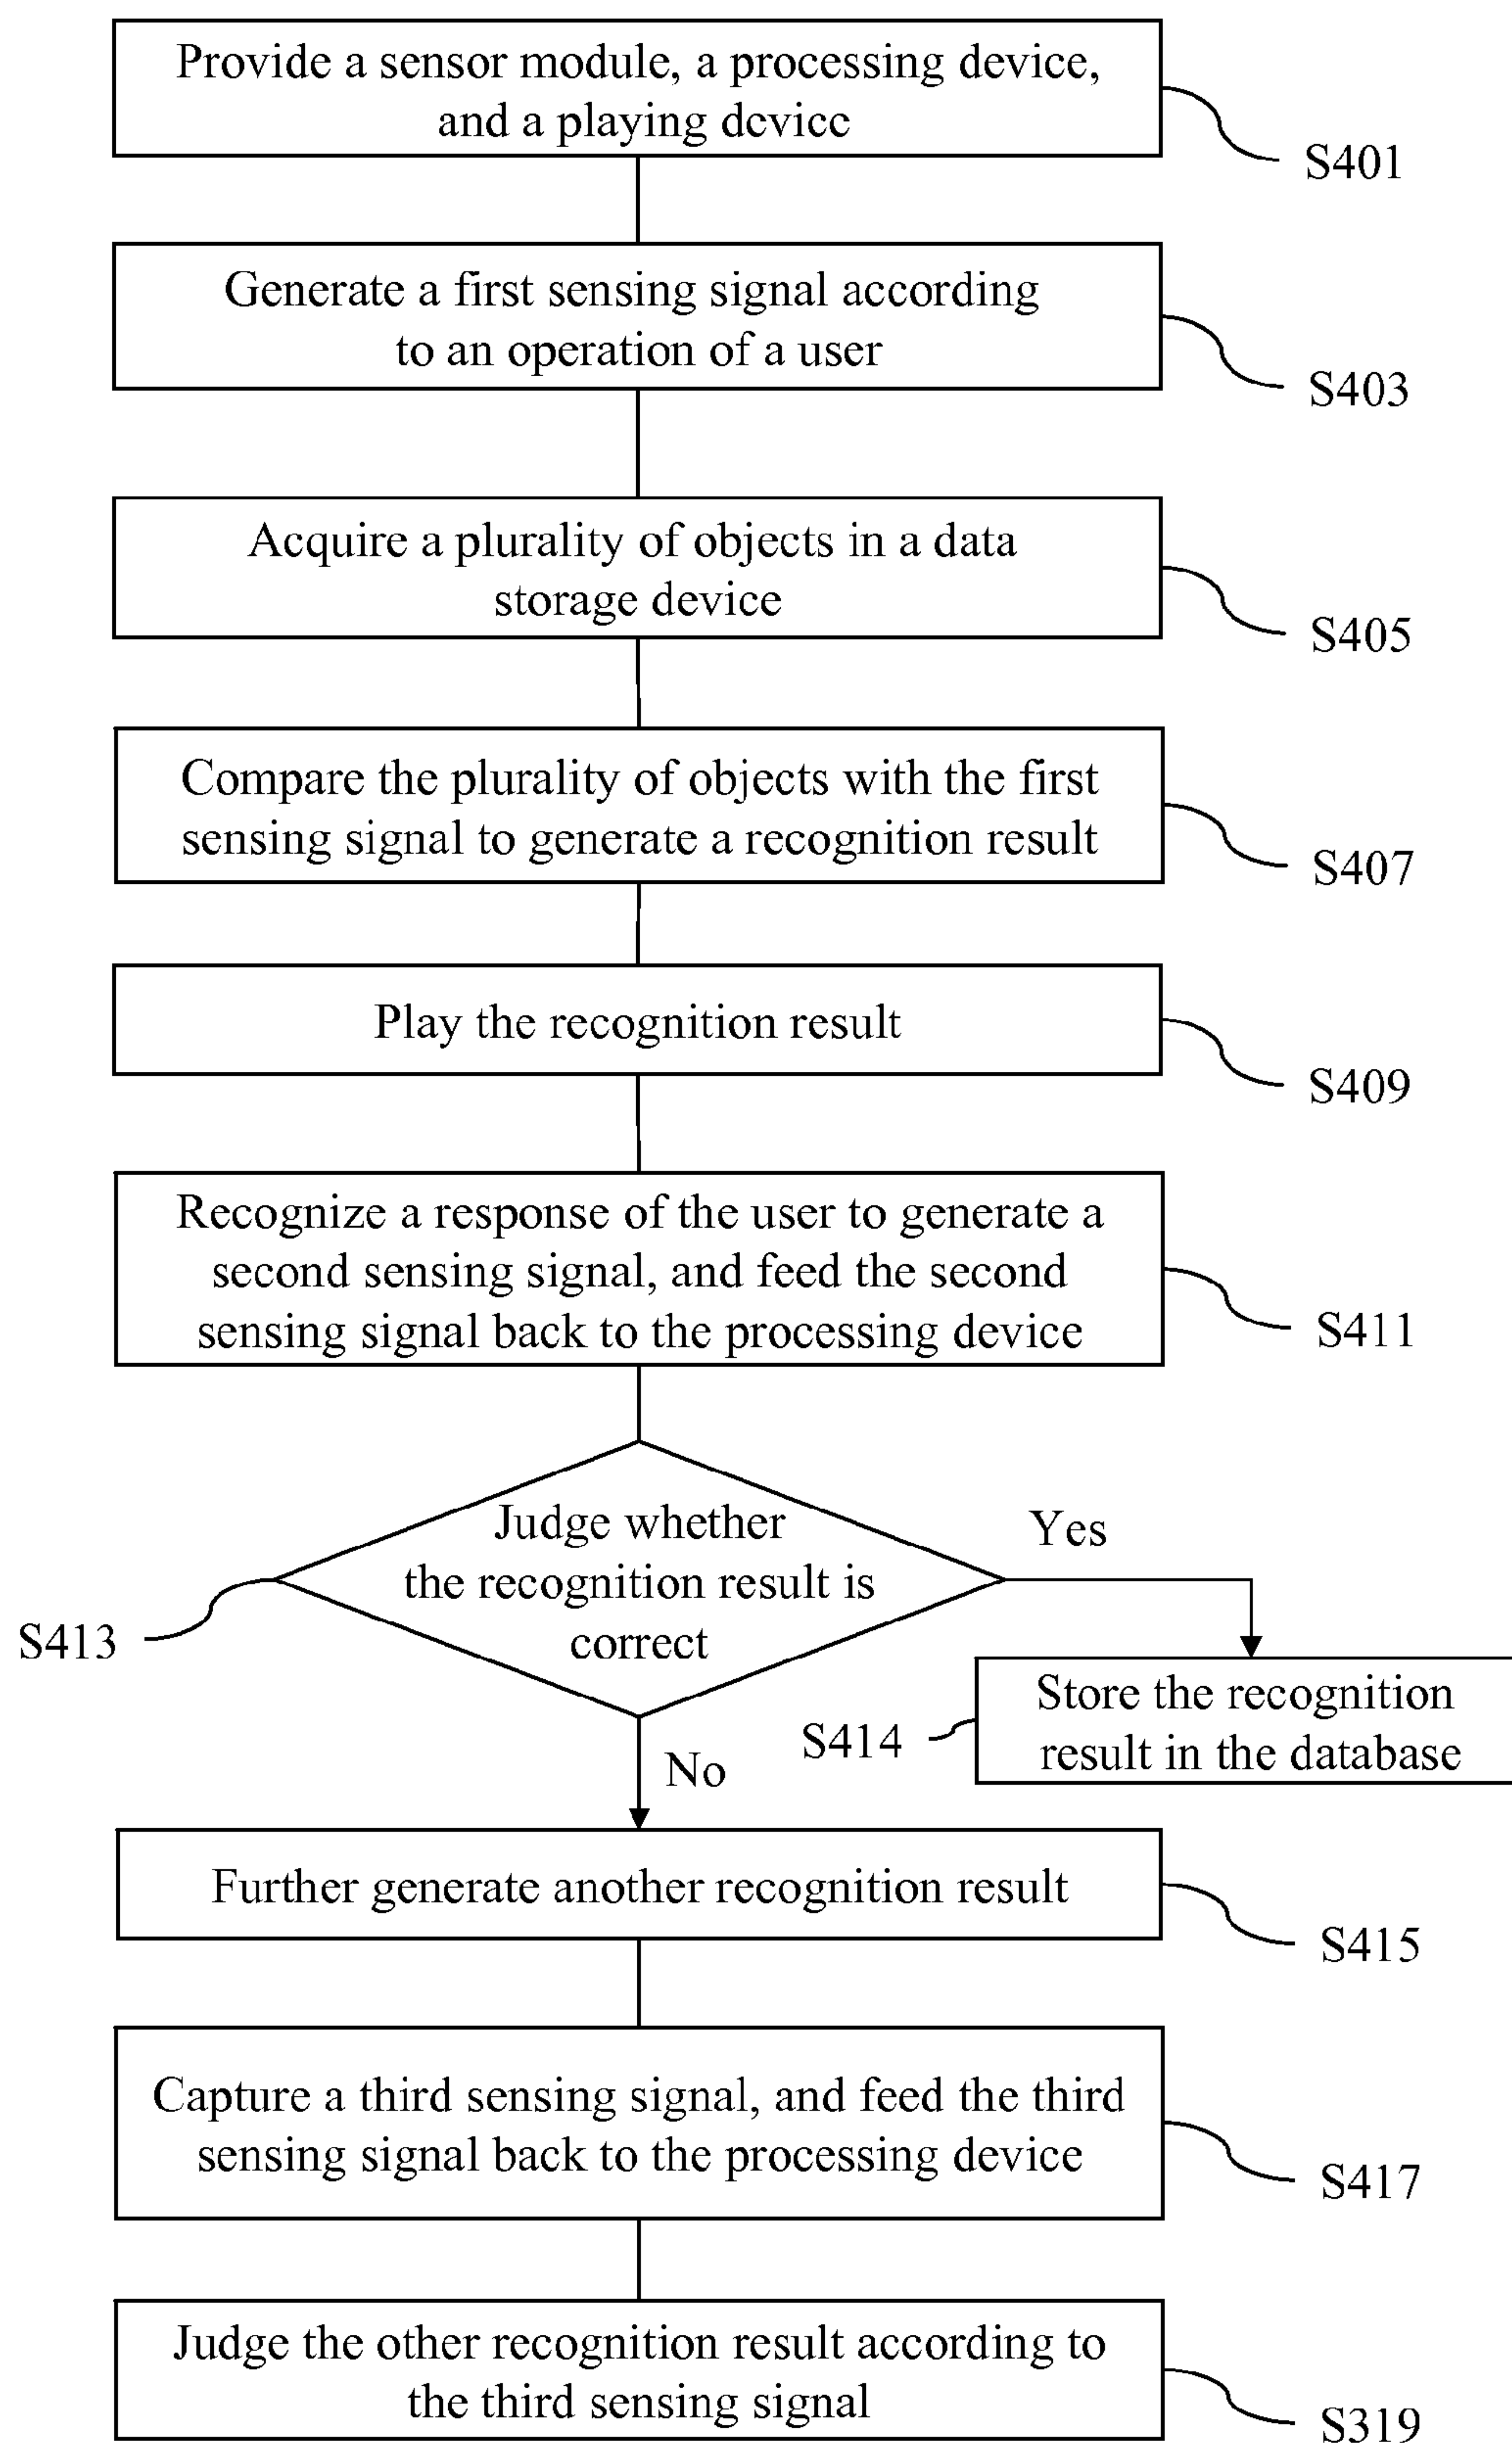 Provide a sensor module, a processing device,
and a playing device
S401
Generate a first sensing signal according
to an operation of a user
S403
Acquire a plurality of objects in a data
storage device
S405
Compare the plurality of objects with the first
sensing signal to generate a recognition result
S407
Play the recognition result
S409
Recognize a response of the user to generate a
second sensing signal, and feed the second
sensing signal back to the processing device
S411
Judge whether
the recognition result is
correct
S413
Yes
Store the recognition
result in the database
S414
No
Further generate another recognition result
S415
Capture a third sensing signal, and feed the third
sensing signal back to the processing device
S417
Judge the other recognition result according to
the third sensing signal
S319